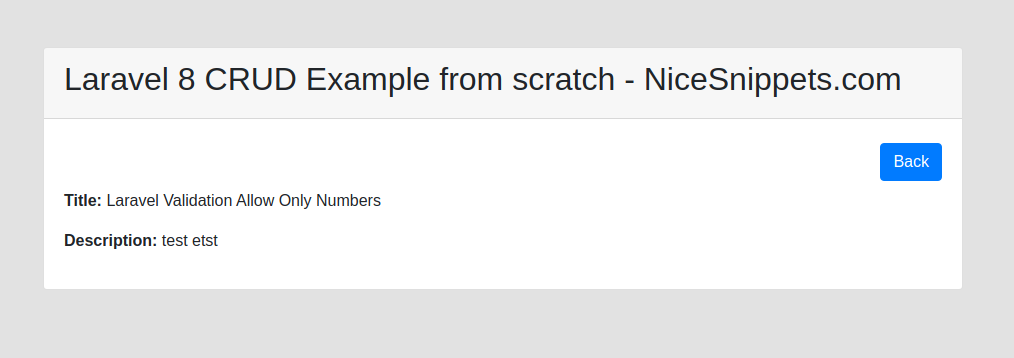 Laravel 8 CRUD Example from scratch - NiceSnippets.com
Back
Title: Laravel Validation Allow Only Numbers
Description: test etst